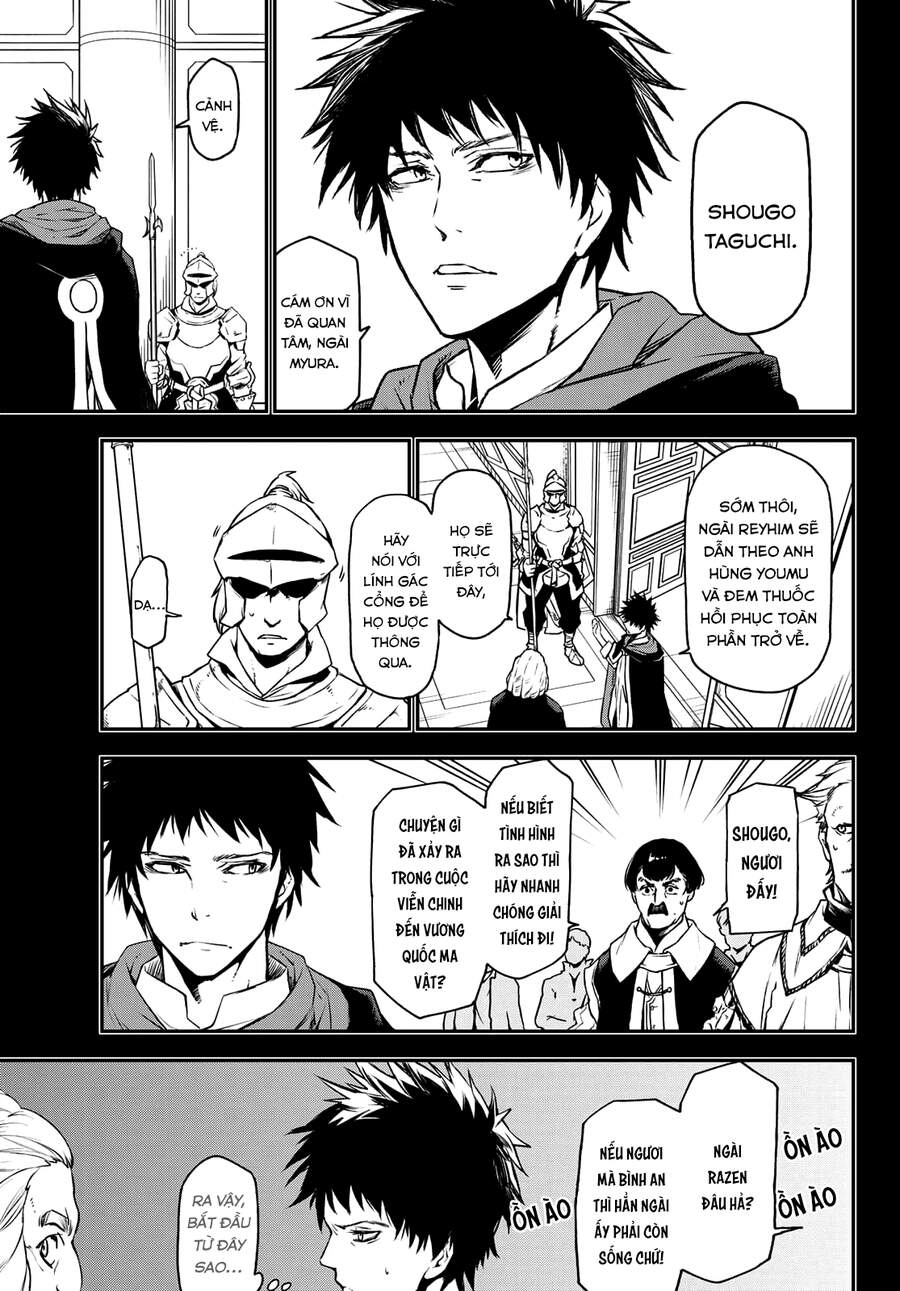 SHOUGO
TAGUCHI.
CÁM ƠN VÌ
ĐÃ QUAN
TÂM, NGÀI
MYURA.
CẢNH
VỆ.
SỚM THÔI,
NGÀI REYHIM SẼ
DẪN THEO ANH
HÙNG YOUMU
VÀ ĐEM THUỐC
HỒI PHỤC TOÀN
PHẦN TRỞ VỀ.
HỌ SẼ
TRỰC
TIẾP TỚI
ĐÂY,
HÃY
NÓI VỚI
LÍNH GÁC
CỔNG ĐỂ
HỌ ĐƯỢC
THÔNG
QUA.
DẠ...
SHOUGO,
NGƯƠI
ĐẤY!
NẾU BIẾT
TÌNH HÌNH
RA SAO THÌ
HÃY NHANH
CHÓNG GIẢI
THÍCH ĐI!
CHUYỆN GÌ
ĐÃ XẢY RA
TRONG CUỘC
VIỄN CHINH
ĐẾN VƯƠNG
QUỐC MA
VẬT?
ỒN ÀO
ỒN ÀO
NGÀI
RAZEN
ĐÂU HẢ?
NẾU NGƯƠI
MÀ BÌNH AN
THÌ HẲN NGÀI
ẤY PHẢI CÒN
SỐNG CHỨ!
ỒN ÀO
RA VẬY,
BẮT ĐẦU
TỪ ĐÂY
SAO...